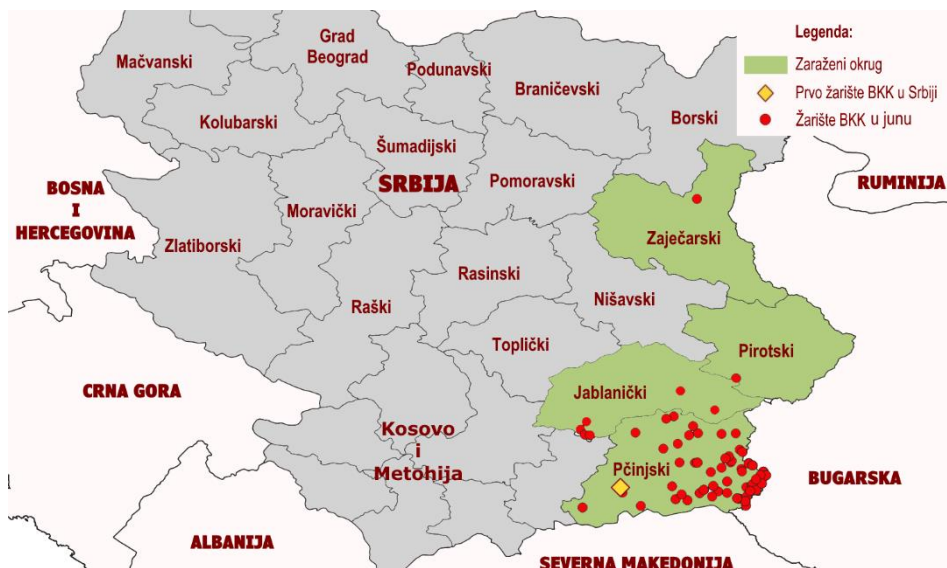 Legenda:
Zaraženi okrug
Prvo žarište BKK u Srbiji
Žarište BKK u junu
Grad
Beograd
Mačvanski
Podunavski
Braničevski
Borski
Kolubarski
Šumadijski
SRBIJA
Pomoravski
BOSNA
I
HERCEGOVINA
RUMINIJA
Moravički
Zlatiborski
Zaječarski
Rasinski
Nišavski
Raški
Toplički
Pirotski
CRNA GORA
Jablanički
Kosovo
i
Metohija
Pčinjski
BUGARSKA
ALBANIJA
SEVERNA MAKEDONIJA